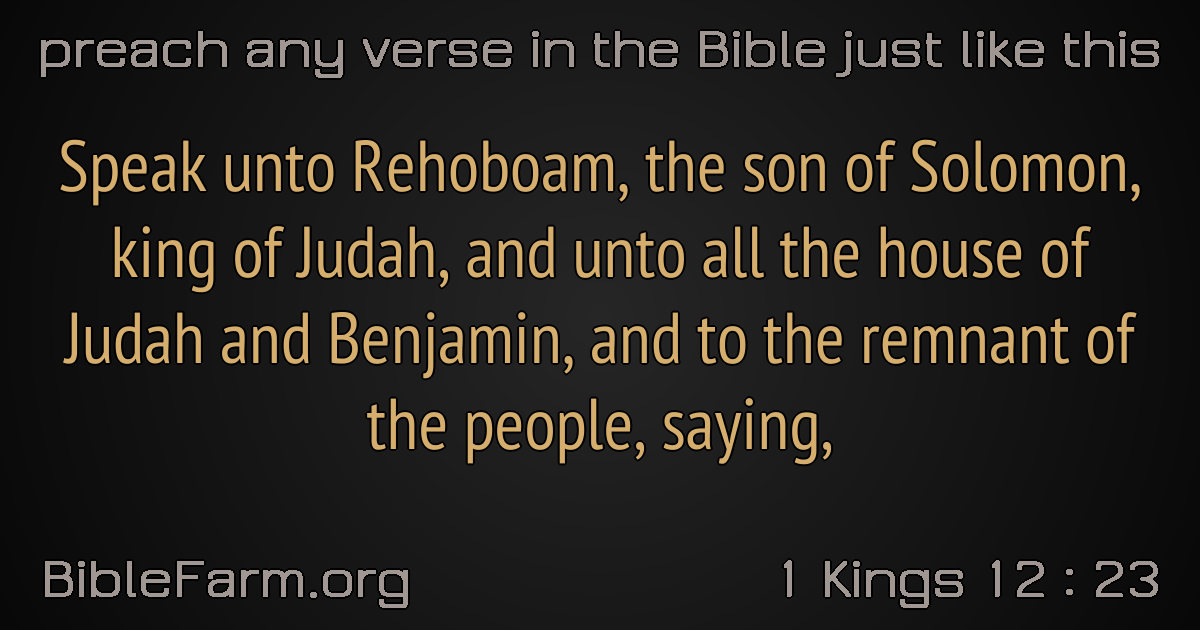 preach any verse in the Bible just like this
Speak unto Rehoboam, the son of Solomon,
king of Judah, and unto all the house of
Judah and Benjamin, and to the remnant of
the people, saying,
BibleFarm.org
1 Kings 12 : 23